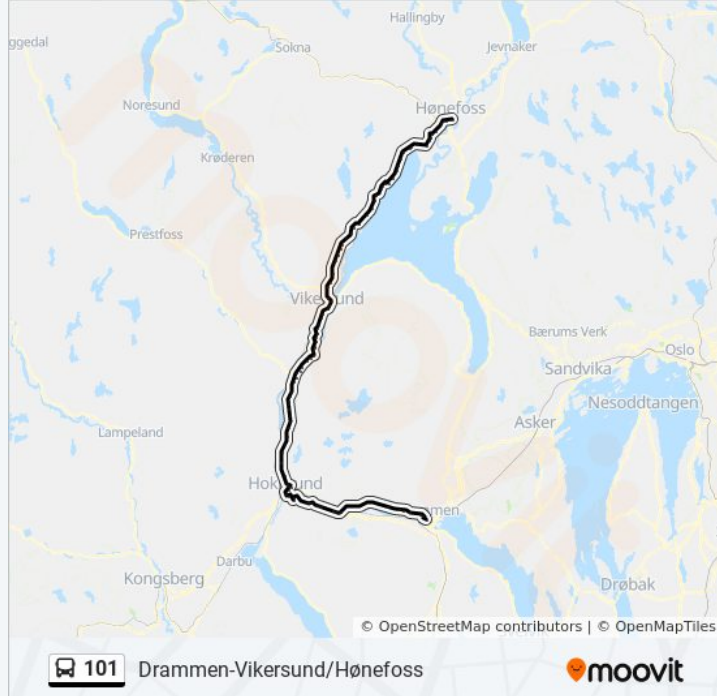 Hallingby
ggedal
Sokna
Jevnaker
Noresund
Hønefoss
Krøderen
Prestfoss
Vikersund
Bærums Verk
Oslo
Sandvika
Nesoddtangen
Asker
Lampeland
Hokksund
mmen
Darbu
Kongsberg
Drøbak
© OpenStreetMap contributors | © OpenMapTiles
101 Drammen-Vikersund/Hønefoss moovit